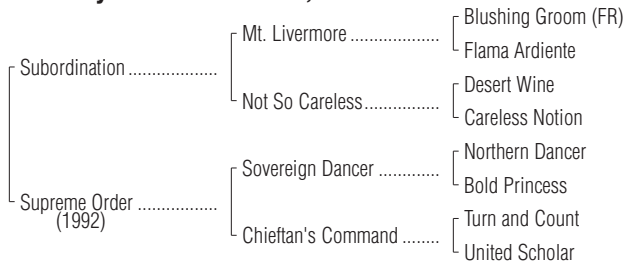 Blushing Groom (FR)
Mt. Livermore ...................
Flama Ardiente
Subordination ...................
Desert Wine
Not So Careless................
Careless Notion
Northern Dancer
Sovereign Dancer .............
Bold Princess
Supreme Order .................
(1992)
Turn and Count
Chieftan's Command ........
United Scholar